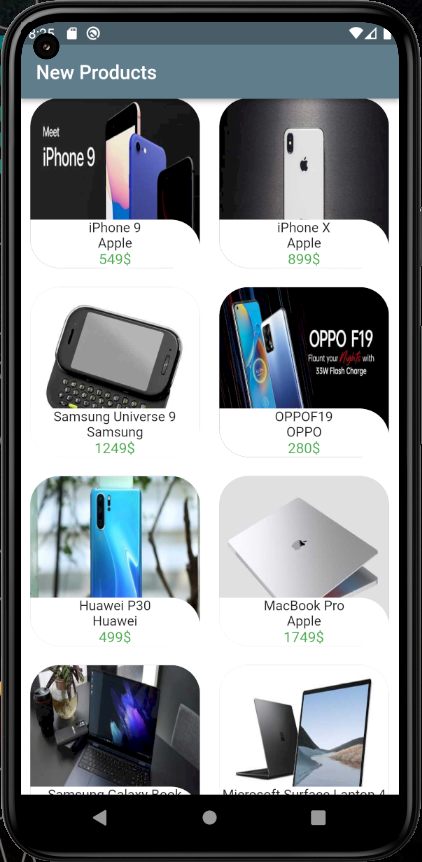 8:25
New Products
Meet
iPhone 9
iPhone 9
Apple
549$
iPhone X
Apple
899$
Samsung Universe 9
Samsung
1249$
OPPO F19
Flaunt your Nights with
33W Flash Charge
OPPOF19
OPPO
280$
Huawei P30
Huawei
499$
MacBook Pro
Apple
1749$
Samsung Galaxy Book
Microsoft Surface Laptop 4